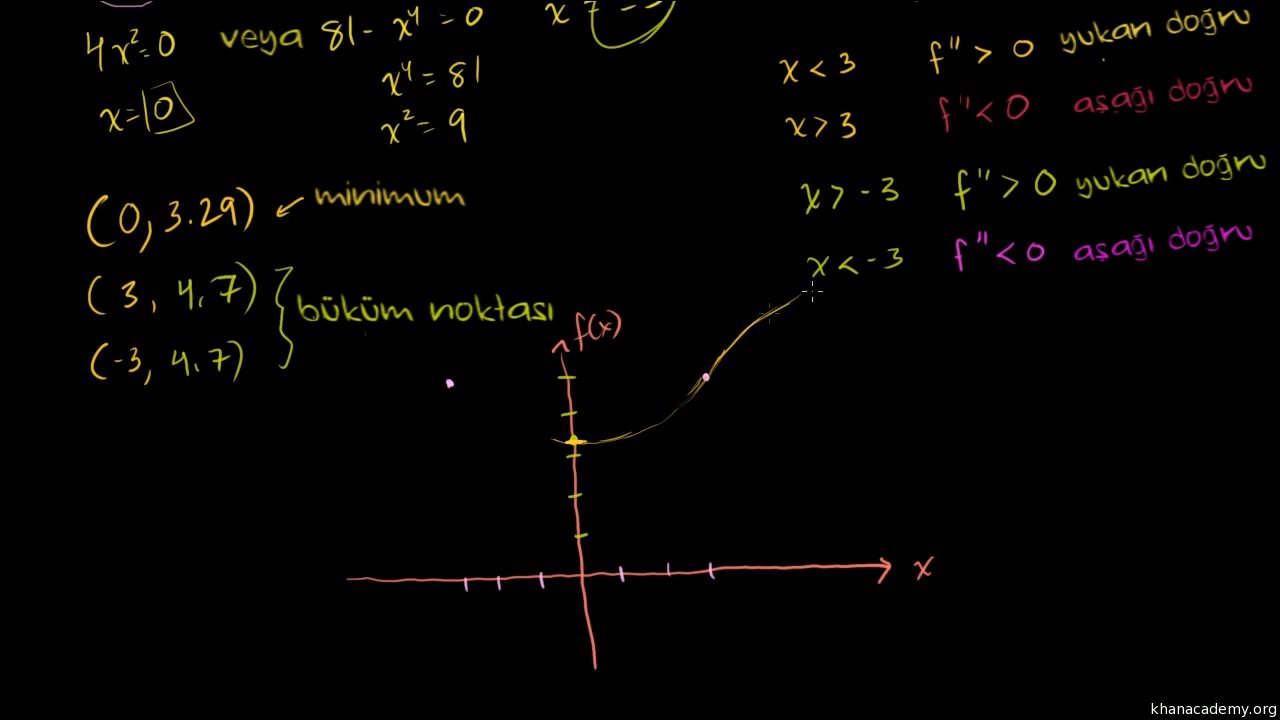 4x²=0 veya 81-x⁴=0
x=0
x⁴=81
x²=9
x<3 f''>0 yukarı doğru
x>3 f''<0 aşağı doğru
x>-3 f''>0 yukarı doğru
x<-3 f''<0 aşağı doğru
(0, 3.29) ← minimum
(3, 4,7)
(-3, 4,7)
} büküm noktası
f(x)
x
khanacademy.org